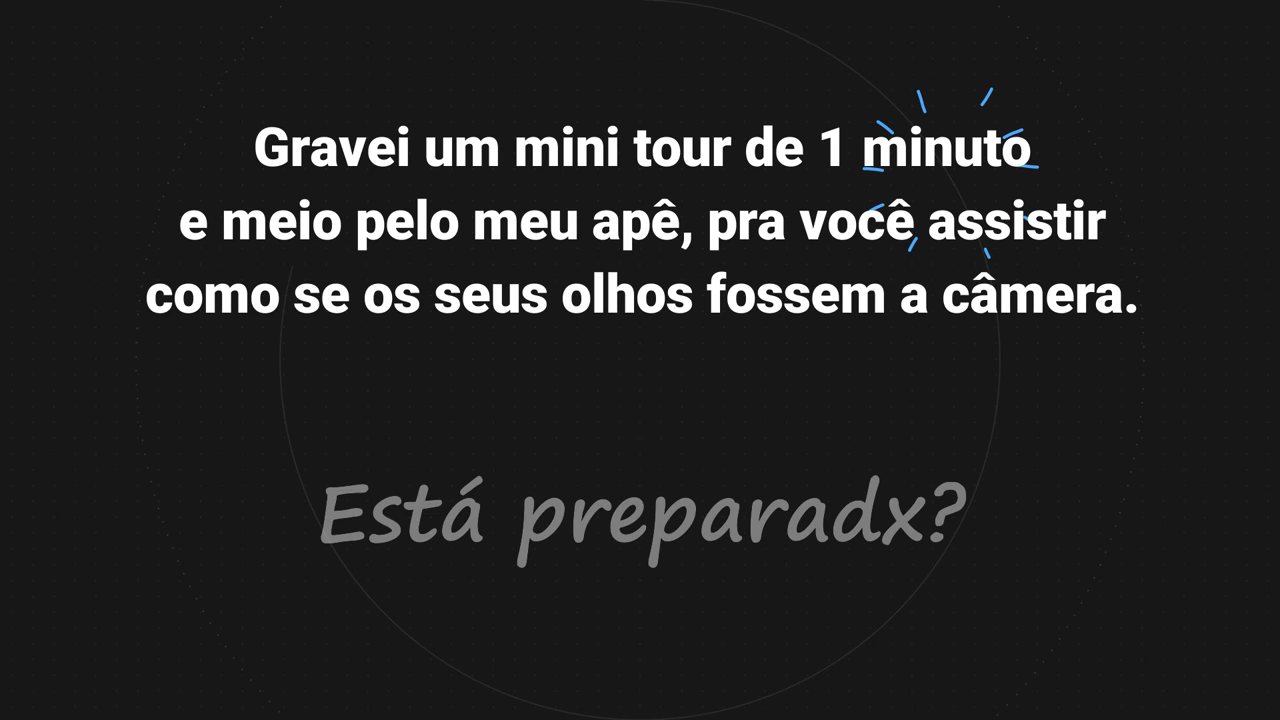 Gravei um mini tour de 1 minuto
e meio pelo meu apê, pra você assistir
como se os seus olhos fossem a câmera.
Está preparadx?